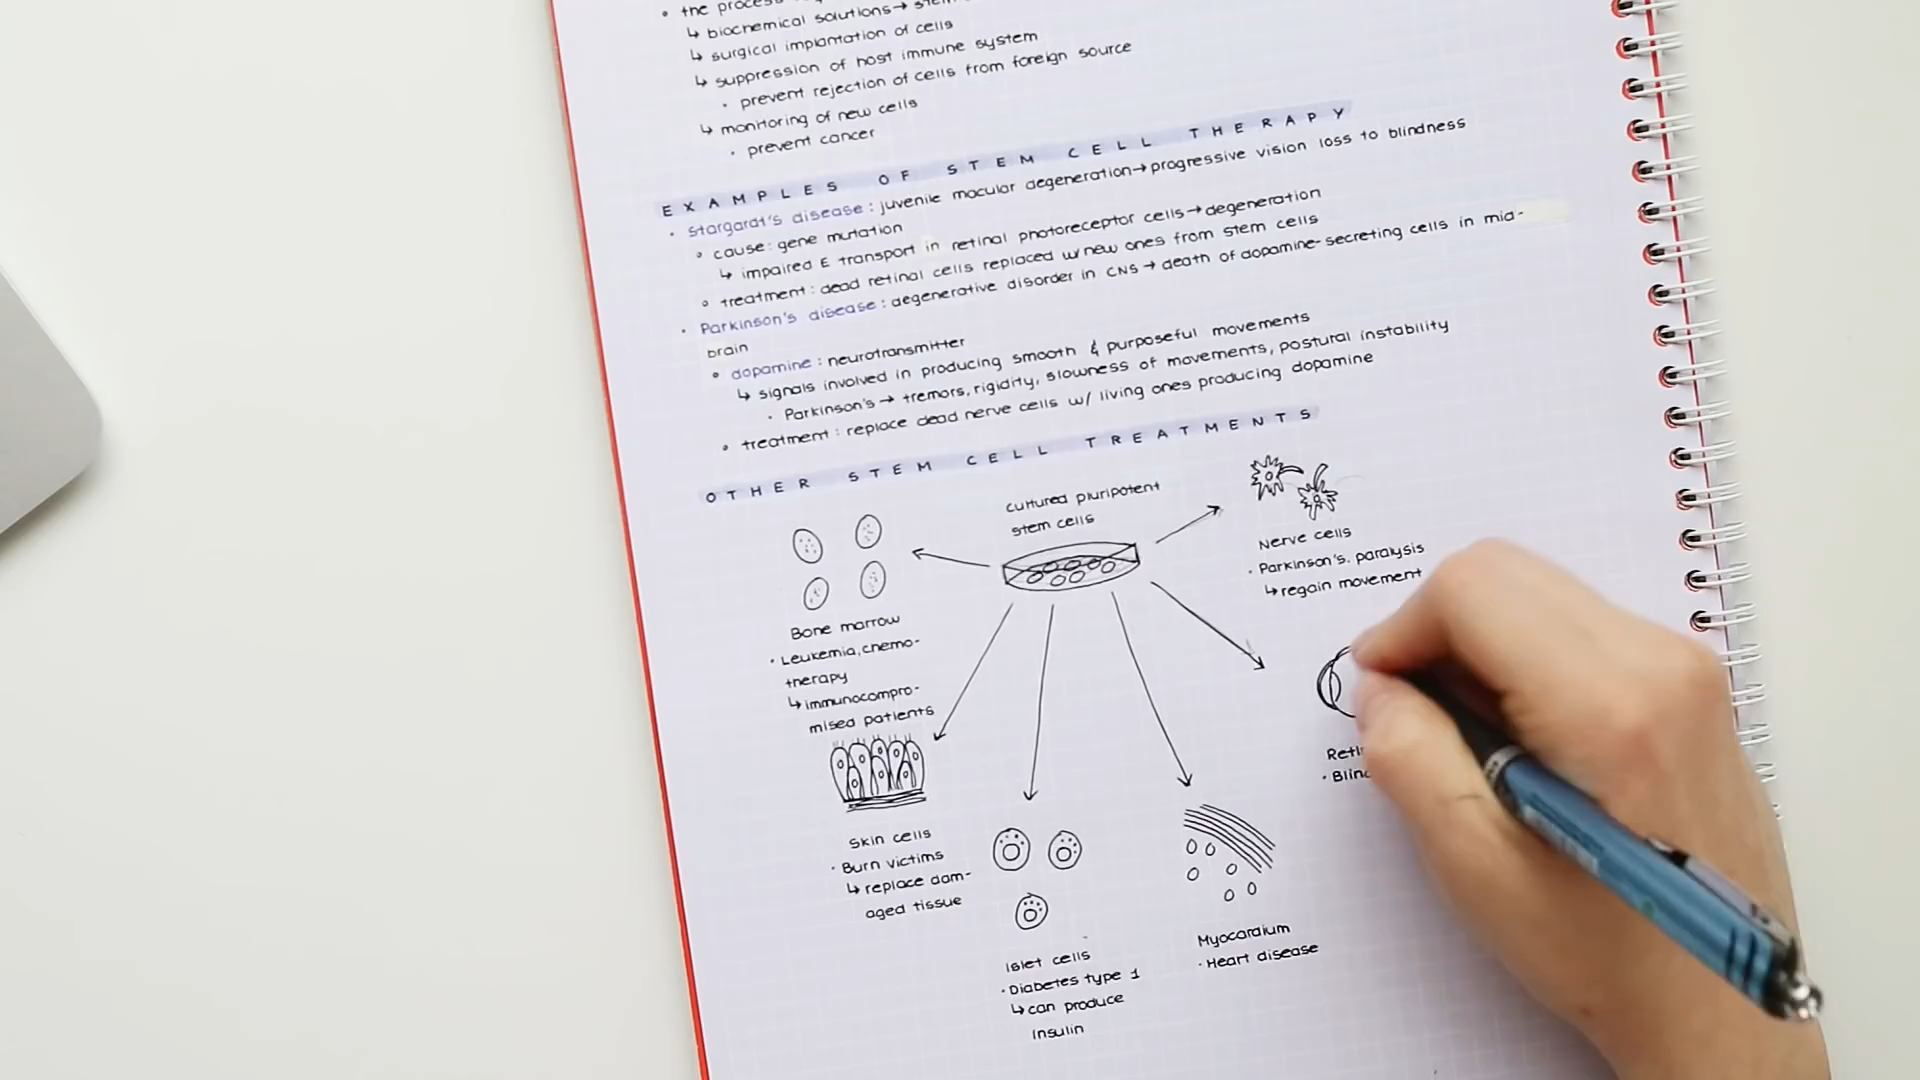 • the process
↳ biochemical solutions →
↳ surgical implantation of cells
↳ suppression of host immune system
• prevent rejection of cells from foreign source
↳ monitoring of new cells
• prevent cancer
EXAMPLES OF STEM CELL THERAPY
• Stargardt's disease: juvenile macular degeneration → progressive vision loss to blindness
• cause: gene mutation
↳ impaired E transport in retinal photoreceptor cells → degeneration
• treatment: dead retinal cells replaced w/ new ones from stem cells
• Parkinson's disease: degenerative disorder in CNS → death of dopamine-secreting cells in mid-
brain
• dopamine: neurotransmitter
↳ signals involved in producing smooth & purposeful movements
• Parkinson's → tremors, rigidity, slowness of movements, postural instability
• treatment: replace dead nerve cells w/ living ones producing dopamine
OTHER STEM CELL TREATMENTS
cultured pluripotent
stem cells
Nerve cells
• Parkinson's, paralysis
↳ regain movement
Bone marrow
• Leukemia, chemo-
therapy
↳ immunocompro-
mised patients
Skin cells
• Burn victims
↳ replace dam-
aged tissue
Islet cells
• Diabetes type 1
↳ can produce
insulin
Myocardium
• Heart disease